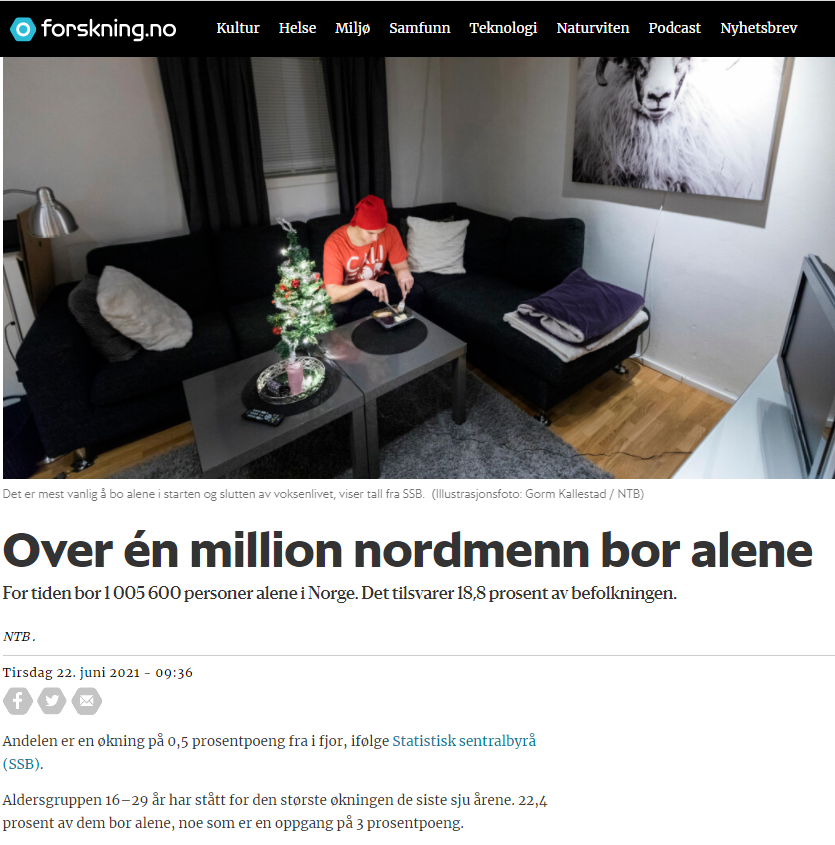 forskning.no
Kultur Helse Miljø Samfunn Teknologi Naturviten Podcast Nyhetsbrev
CALL
Det er mest vanlig å bo alene i starten og slutten av voksenlivet, viser tall fra SSB. (Illustrasjonsfoto: Gorm Kallestad / NTB)
Over én million nordmenn bor alene
For tiden bor 1 005 600 personer alene i Norge. Det tilsvarer 18,8 prosent av befolkningen.
NTB .
Tirsdag 22. juni 2021 - 09:36
Andelen er en økning på 0,5 prosentpoeng fra i fjor, ifølge Statistisk sentralbyrå
(SSB).
Aldersgruppen 16–29 år har stått for den største økningen de siste sju årene. 22,4
prosent av dem bor alene, noe som er en oppgang på 3 prosentpoeng.